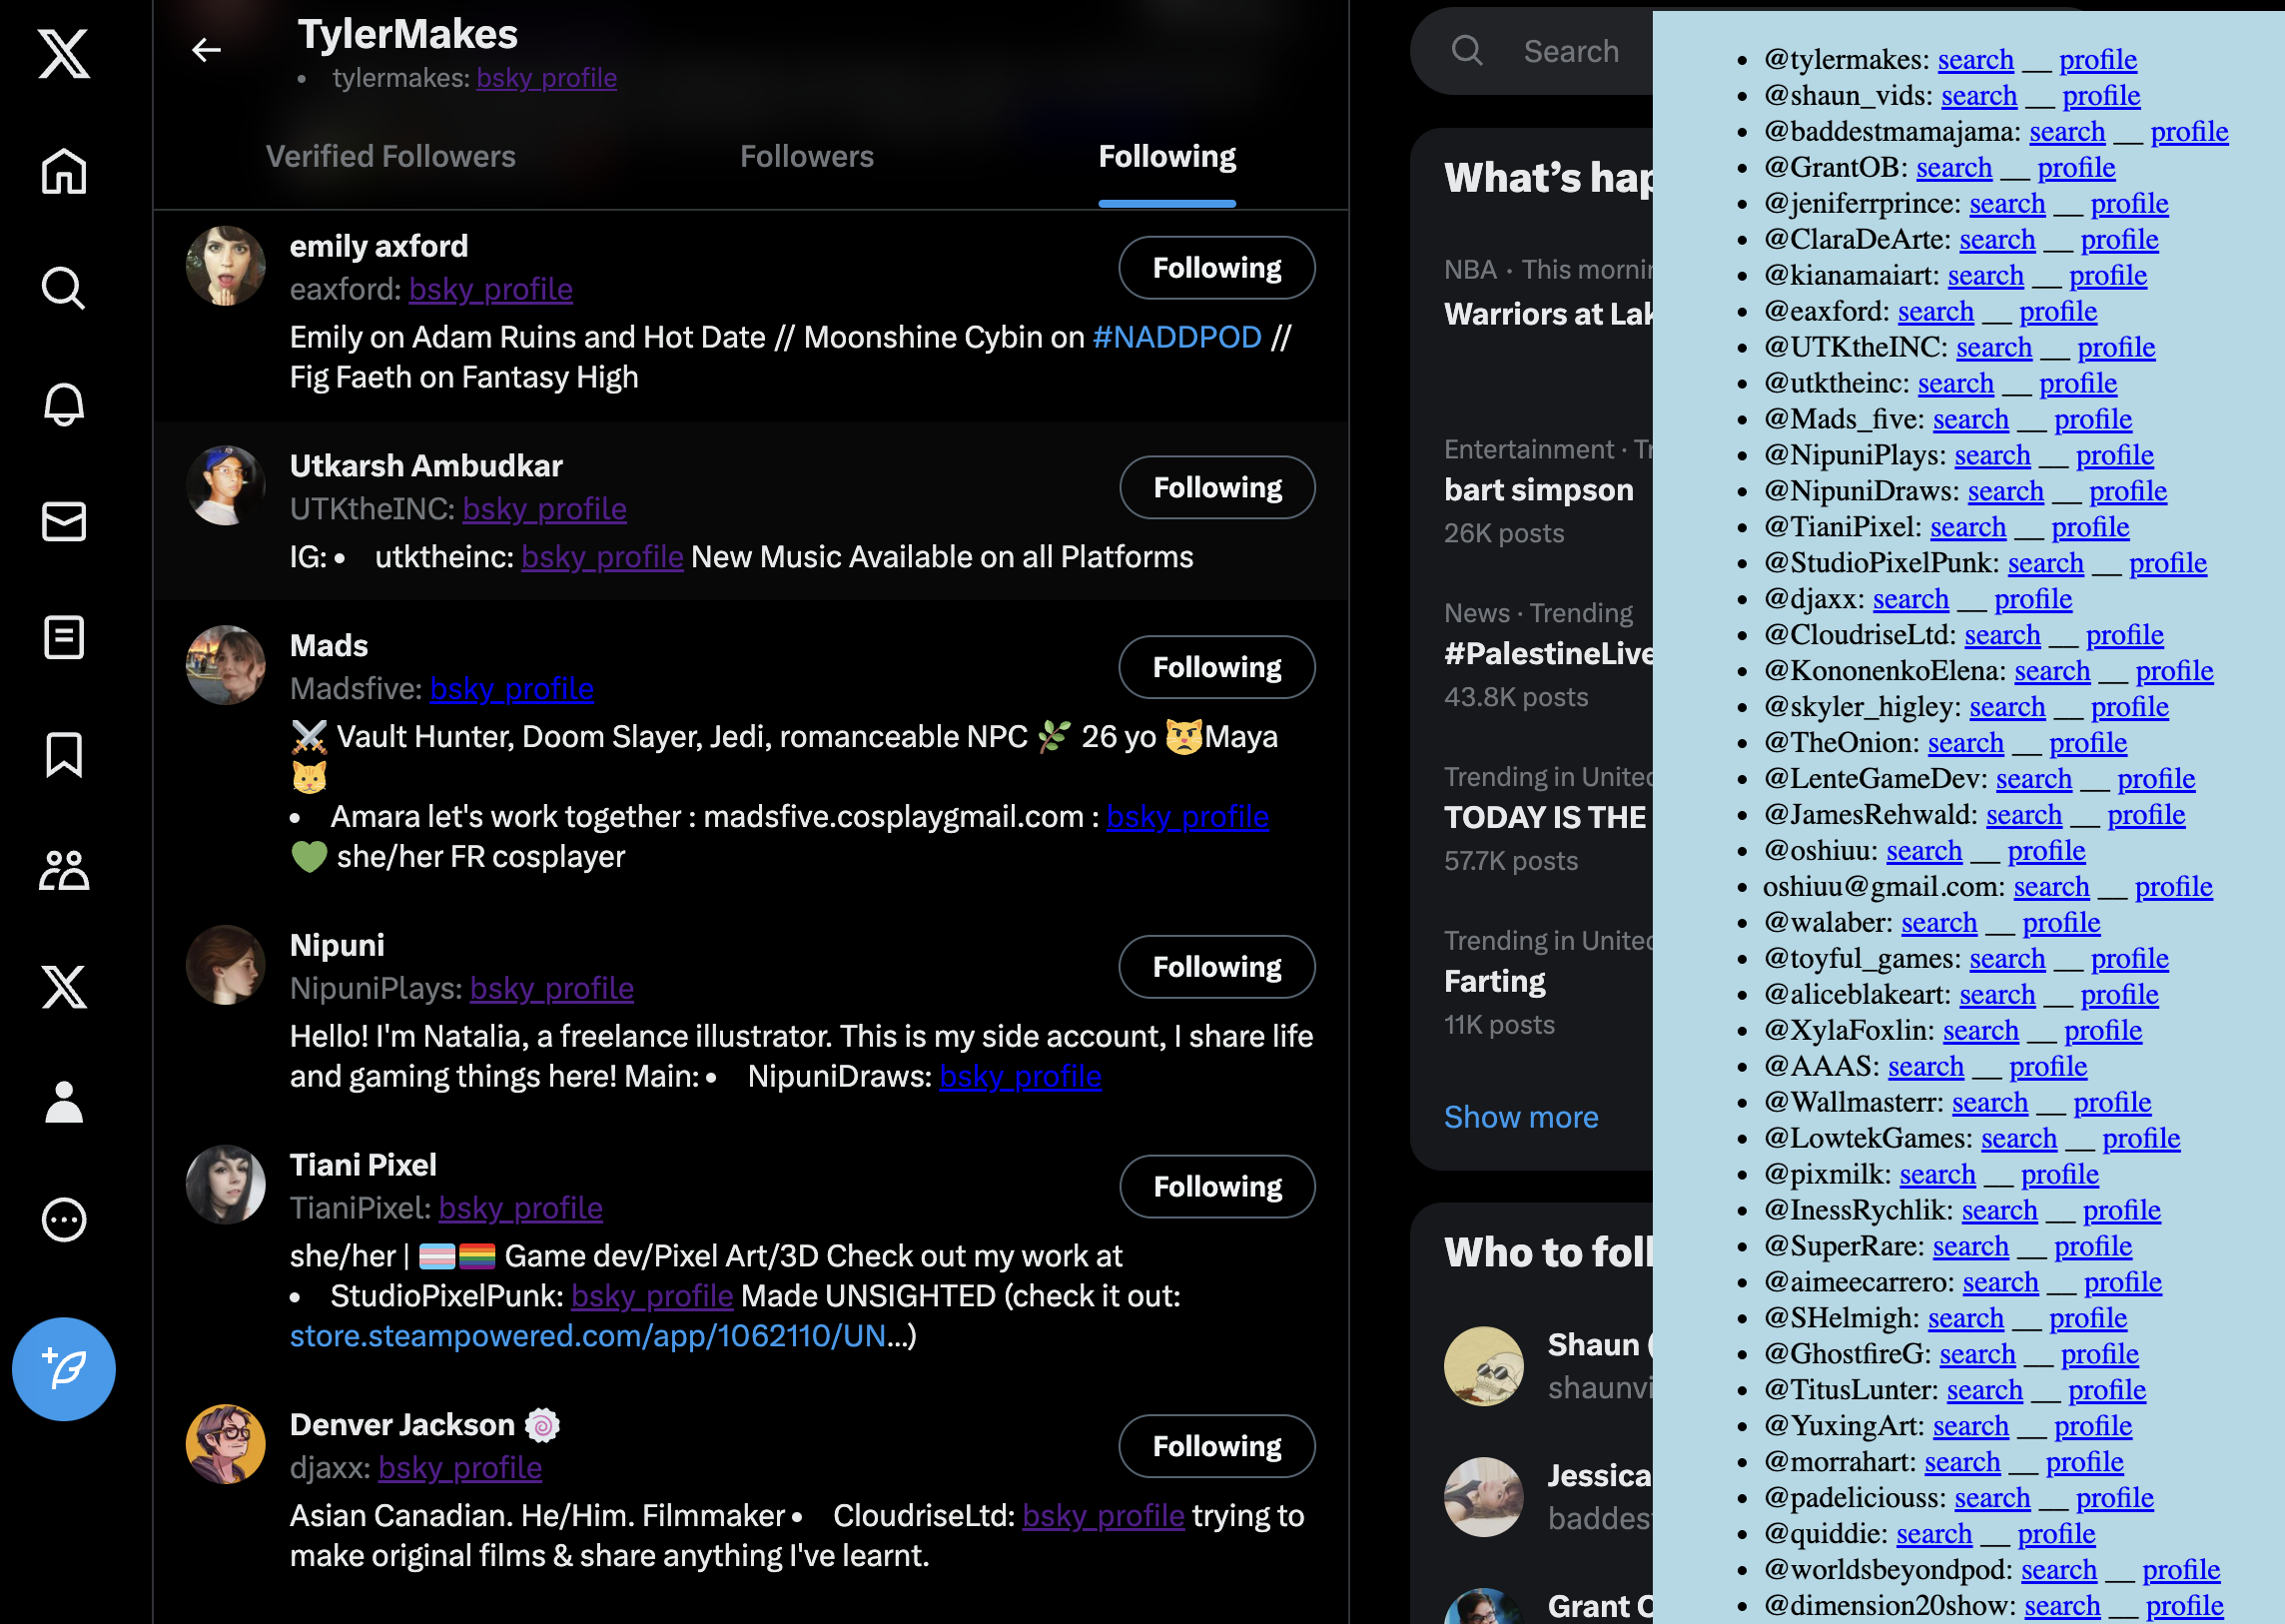 TylerMakes
• tylermakes: bsky profile
Verified Followers
Followers
Following
emily axford
eaxford: bsky profile
Following
Emily on Adam Ruins and Hot Date // Moonshine Cybin on #NADDPOD //
Fig Faeth on Fantasy High
Utkarsh Ambudkar
UTKtheINC: bsky profile
Following
IG: • utktheinc: bsky profile New Music Available on all Platforms
Mads
Madsfive: bsky profile
Following
⚔️ Vault Hunter, Doom Slayer, Jedi, romanceable NPC 🌿 26 yo 😾Maya
🐱
• Amara let's work together : madsfive.cosplaygmail.com : bsky profile
💚 she/her FR cosplayer
Nipuni
NipuniPlays: bsky profile
Following
Hello! I'm Natalia, a freelance illustrator. This is my side account, I share life
and gaming things here! Main: • NipuniDraws: bsky profile
Tiani Pixel
TianiPixel: bsky profile
Following
she/her | 🏳️‍⚧️🏳️‍🌈 Game dev/Pixel Art/3D Check out my work at
• StudioPixelPunk: bsky profile Made UNSIGHTED (check it out:
store.steampowered.com/app/1062110/UN...)
Denver Jackson 🍥
djaxx: bsky profile
Following
Asian Canadian. He/Him. Filmmaker • CloudriseLtd: bsky profile trying to
make original films & share anything I've learnt.
Search
What's hap
NBA · This mornin
Warriors at Lak
Entertainment · Tr
bart simpson
26K posts
News · Trending
#PalestineLive
43.8K posts
Trending in United
TODAY IS THE
57.7K posts
Trending in United
Farting
11K posts
Show more
Who to foll
Shaun (
shaunvi
Jessica
baddes
Grant O
• @tylermakes: search __ profile
• @shaun_vids: search __ profile
• @baddestmamajama: search __ profile
• @GrantOB: search __ profile
• @jeniferrprince: search __ profile
• @ClaraDeArte: search __ profile
• @kianamaiart: search __ profile
• @eaxford: search __ profile
• @UTKtheINC: search __ profile
• @utktheinc: search __ profile
• @Mads_five: search __ profile
• @NipuniPlays: search __ profile
• @NipuniDraws: search __ profile
• @TianiPixel: search __ profile
• @StudioPixelPunk: search __ profile
• @djaxx: search __ profile
• @CloudriseLtd: search __ profile
• @KononenkoElena: search __ profile
• @skyler_higley: search __ profile
• @TheOnion: search __ profile
• @LenteGameDev: search __ profile
• @JamesRehwald: search __ profile
• @oshiuu: search __ profile
• oshiuu@gmail.com: search __ profile
• @walaber: search __ profile
• @toyful_games: search __ profile
• @aliceblakeart: search __ profile
• @XylaFoxlin: search __ profile
• @AAAS: search __ profile
• @Wallmasterr: search __ profile
• @LowtekGames: search __ profile
• @pixmilk: search __ profile
• @InessRychlik: search __ profile
• @SuperRare: search __ profile
• @aimeecarrero: search __ profile
• @SHelmigh: search __ profile
• @GhostfireG: search __ profile
• @TitusLunter: search __ profile
• @YuxingArt: search __ profile
• @morrahart: search __ profile
• @padeliciouss: search __ profile
• @quiddie: search __ profile
• @worldsbeyondpod: search __ profile
• @dimension20show: search __ profile